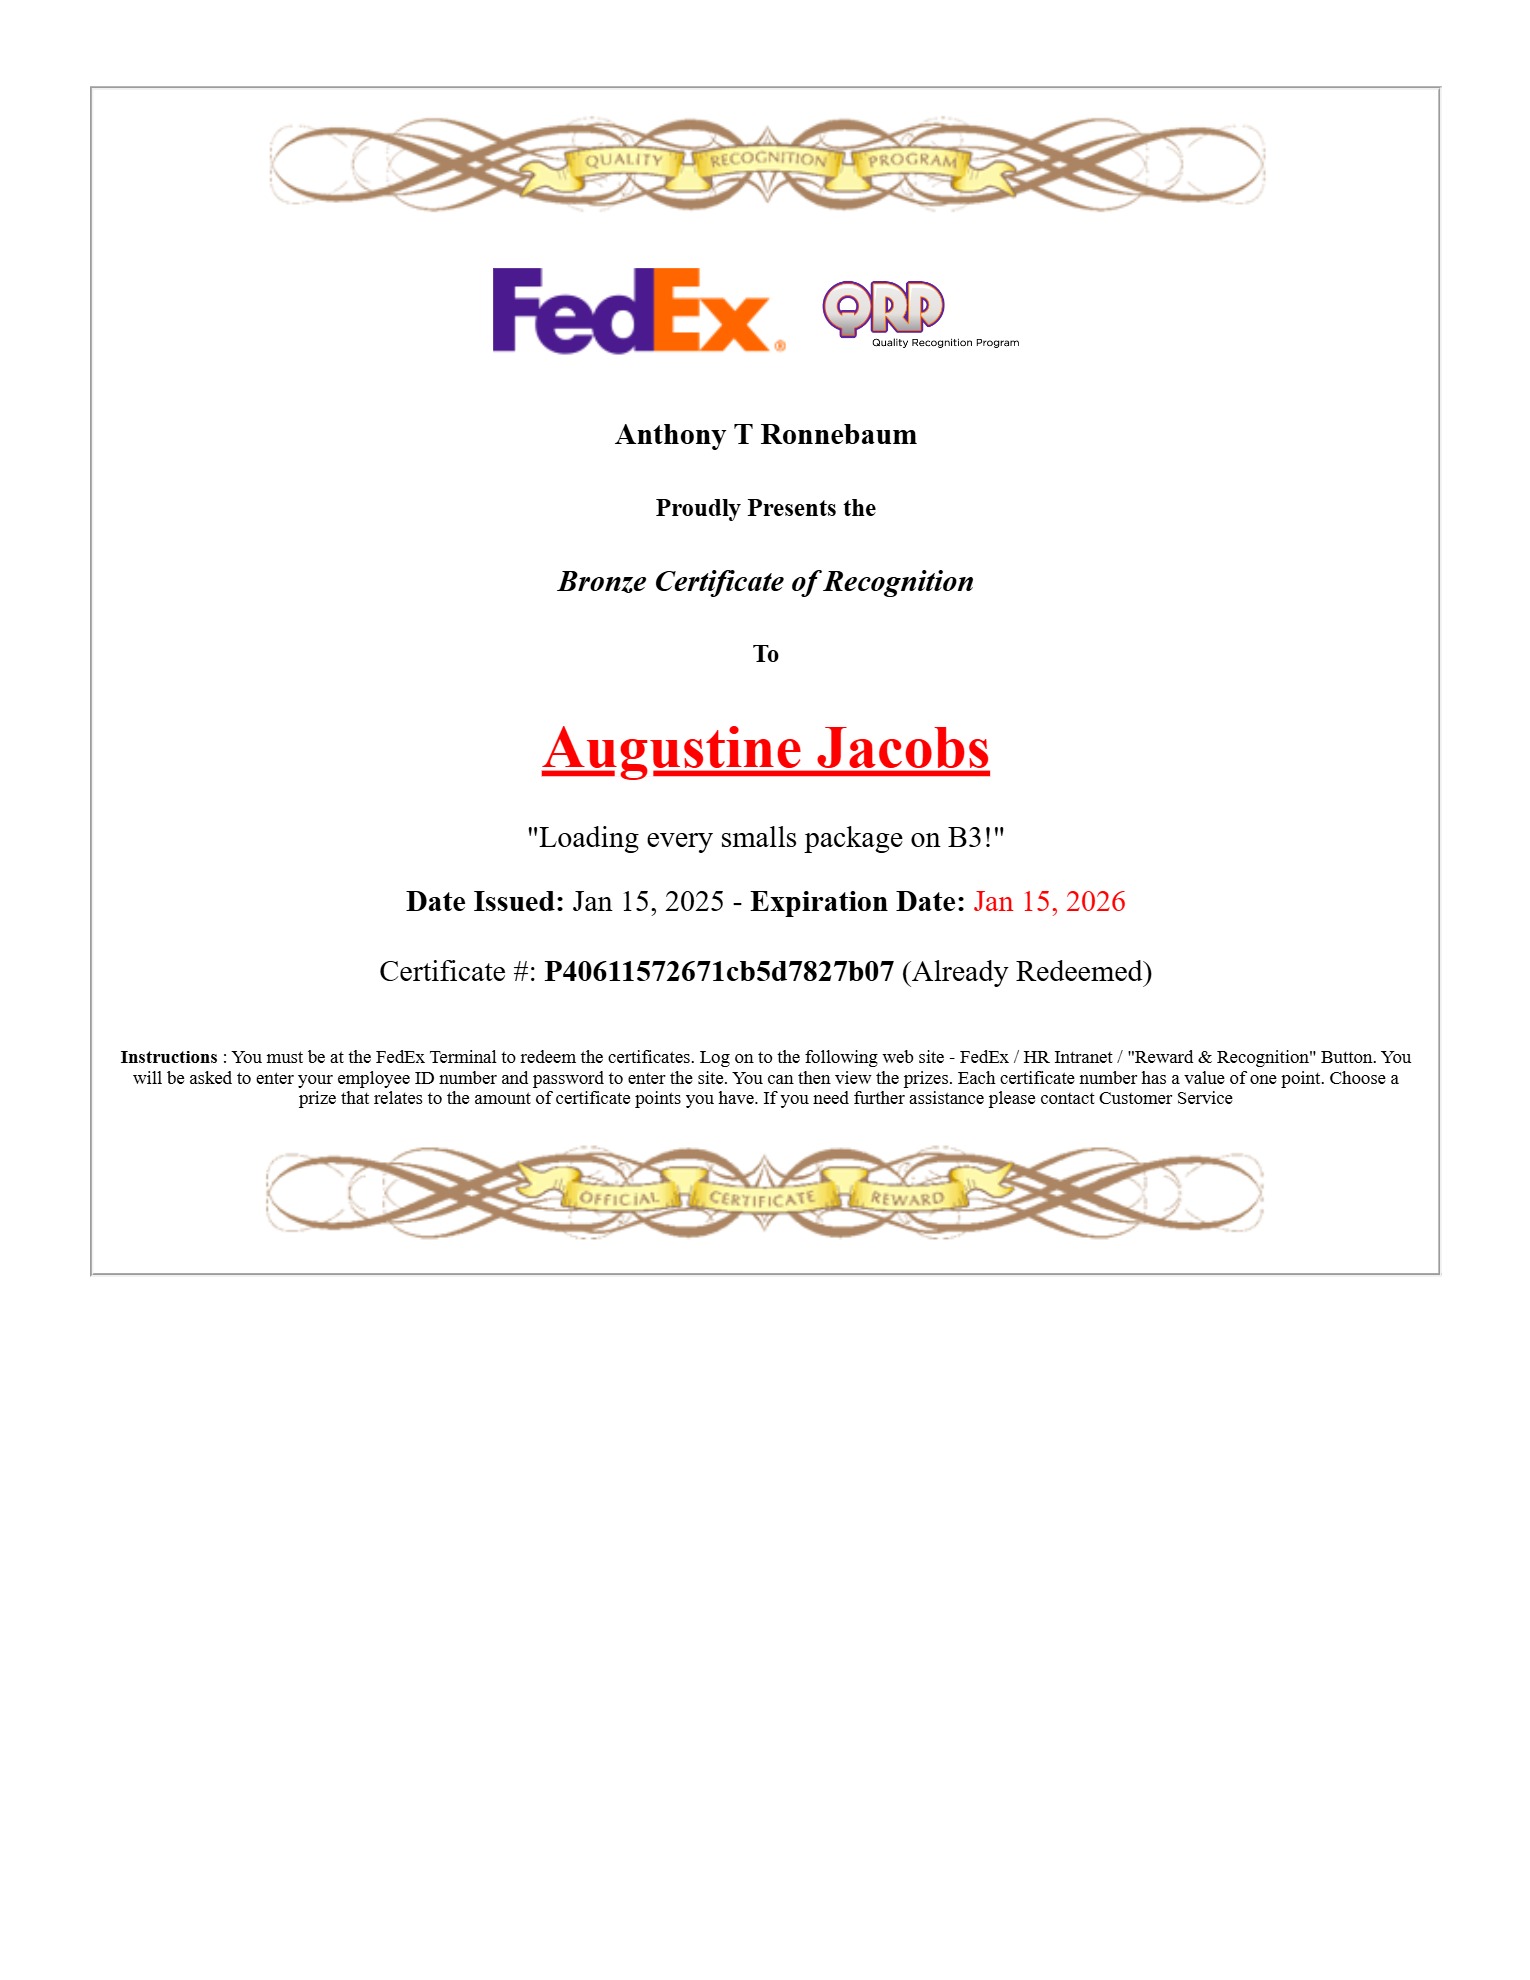 QUALITY RECOGNITION PROGRAM
FedEx®
QRP
Quality Recognition Program
Anthony T Ronnebaum
Proudly Presents the
Bronze Certificate of Recognition
To
Augustine Jacobs
"Loading every smalls package on B3!"
Date Issued: Jan 15, 2025 - Expiration Date: Jan 15, 2026
Certificate #: P40611572671cb5d7827b07 (Already Redeemed)
Instructions : You must be at the FedEx Terminal to redeem the certificates. Log on to the following web site - FedEx / HR Intranet / "Reward & Recognition" Button. You
will be asked to enter your employee ID number and password to enter the site. You can then view the prizes. Each certificate number has a value of one point. Choose a
prize that relates to the amount of certificate points you have. If you need further assistance please contact Customer Service
OFFICIAL CERTIFICATE REWARD